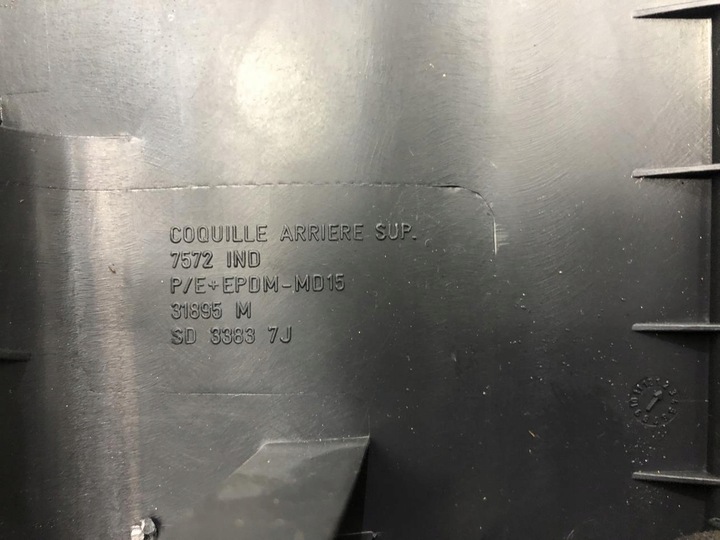 COQUILLE ARRIERE SUP.
7572 IND
P/E+EPDM-MD15
31895 M
SD 3383 7J